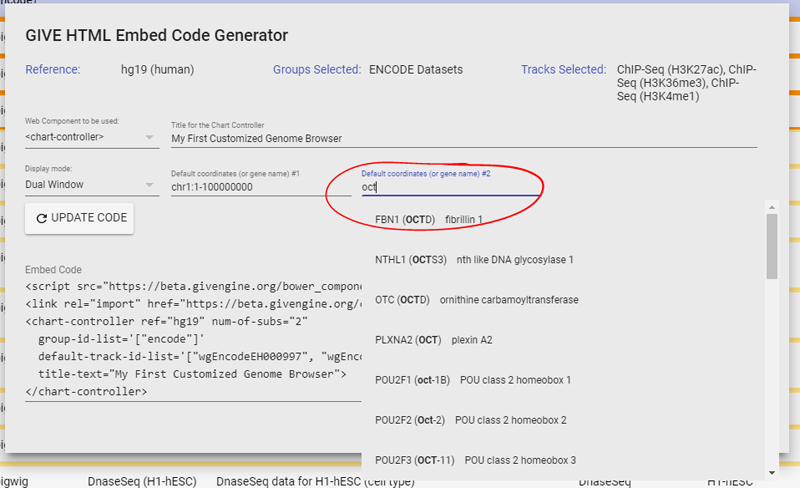 encode)
GIVE HTML Embed Code Generator
Reference: hg19 (human) Groups Selected: ENCODE Datasets Tracks Selected: ChIP-Seq (H3K27ac), ChIP-
Seq (H3K36me3), ChIP-
Seq (H3K4me1)
Web Component to be used: Title for the Chart Controller
<chart-controller> My First Customized Genome Browser
Display mode: Default coordinates (or gene name) #1 Default coordinates (or gene name) #2
Dual Window chr1:1-100000000 oct
UPDATE CODE
FBN1 (OCTD) fibrillin 1
NTHL1 (OCTS3) nth like DNA glycosylase 1
OTC (OCTD) ornithine carbamoyltransferase
PLXNA2 (OCT) plexin A2
POU2F1 (oct-1B) POU class 2 homeobox 1
POU2F2 (Oct-2) POU class 2 homeobox 2
POU2F3 (OCT-11) POU class 2 homeobox 3
Embed Code
<script src="https://beta.givengine.org/bower_compone
<link rel="import" href="https://beta.givengine.org/
<chart-controller ref="hg19" num-of-subs="2"
group-id-list='["encode"]'
default-track-id-list='["wgEncodeEH000997", "wgEnc
title-text="My First Customized Genome Browser">
</chart-controller>
bigwig DnaseSeq (H1-hESC) DnaseSeq data for H1-hESC (cell type) DnaseSeq H1-hESC